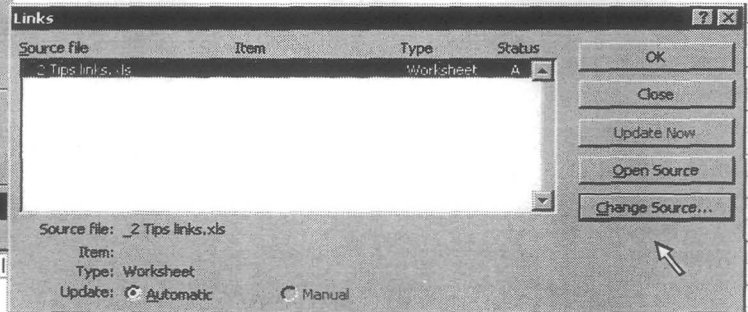 Links
Source file Item Type Status
_2 Tips links.xls Worksheet A
OK
Close
Update Now
Open Source
Change Source...
Source file: _2 Tips links.xls
Item:
Type: Worksheet
Update: Automatic Manual